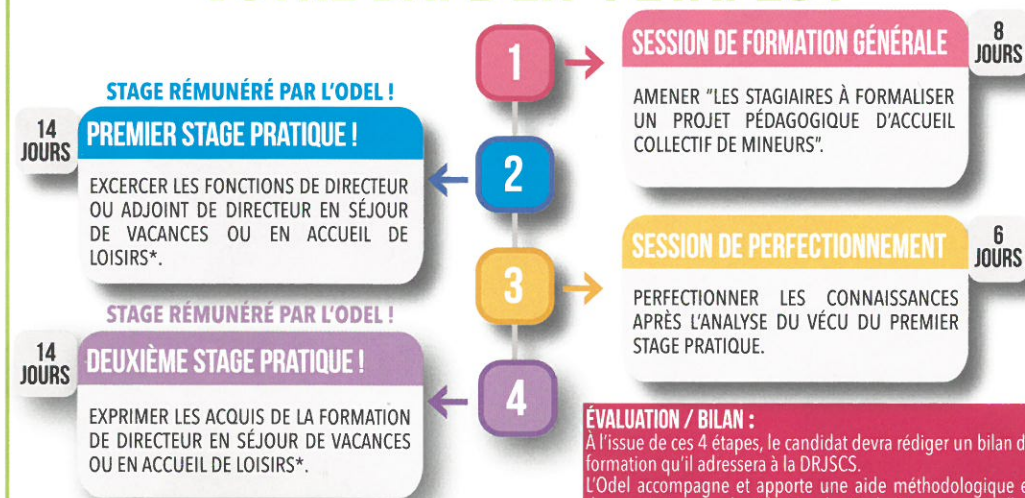 1
SESSION DE FORMATION GÉNÉRALE
8
JOURS
AMENER "LES STAGIAIRES À FORMALISER
UN PROJET PÉDAGOGIQUE D'ACCUEIL
COLLECTIF DE MINEURS".
STAGE RÉMUNÉRÉ PAR L'ODEL !
14
JOURS
PREMIER STAGE PRATIQUE !
2
EXCERCER LES FONCTIONS DE DIRECTEUR
OU ADJOINT DE DIRECTEUR EN SÉJOUR
DE VACANCES OU EN ACCUEIL DE
LOISIRS*.
3
SESSION DE PERFECTIONNEMENT
6
JOURS
PERFECTIONNER LES CONNAISSANCES
APRÈS L'ANALYSE DU VÉCU DU PREMIER
STAGE PRATIQUE.
STAGE RÉMUNÉRÉ PAR L'ODEL !
14
JOURS
DEUXIÈME STAGE PRATIQUE !
4
EXPRIMER LES ACQUIS DE LA FORMATION
DE DIRECTEUR EN SÉJOUR DE VACANCES
OU EN ACCUEIL DE LOISIRS*.
ÉVALUATION / BILAN :
À l'issue de ces 4 étapes, le candidat devra rédiger un bilan
formation qu'il adressera à la DRJSCS.
L'Odel accompagne et apporte une aide méthodologique